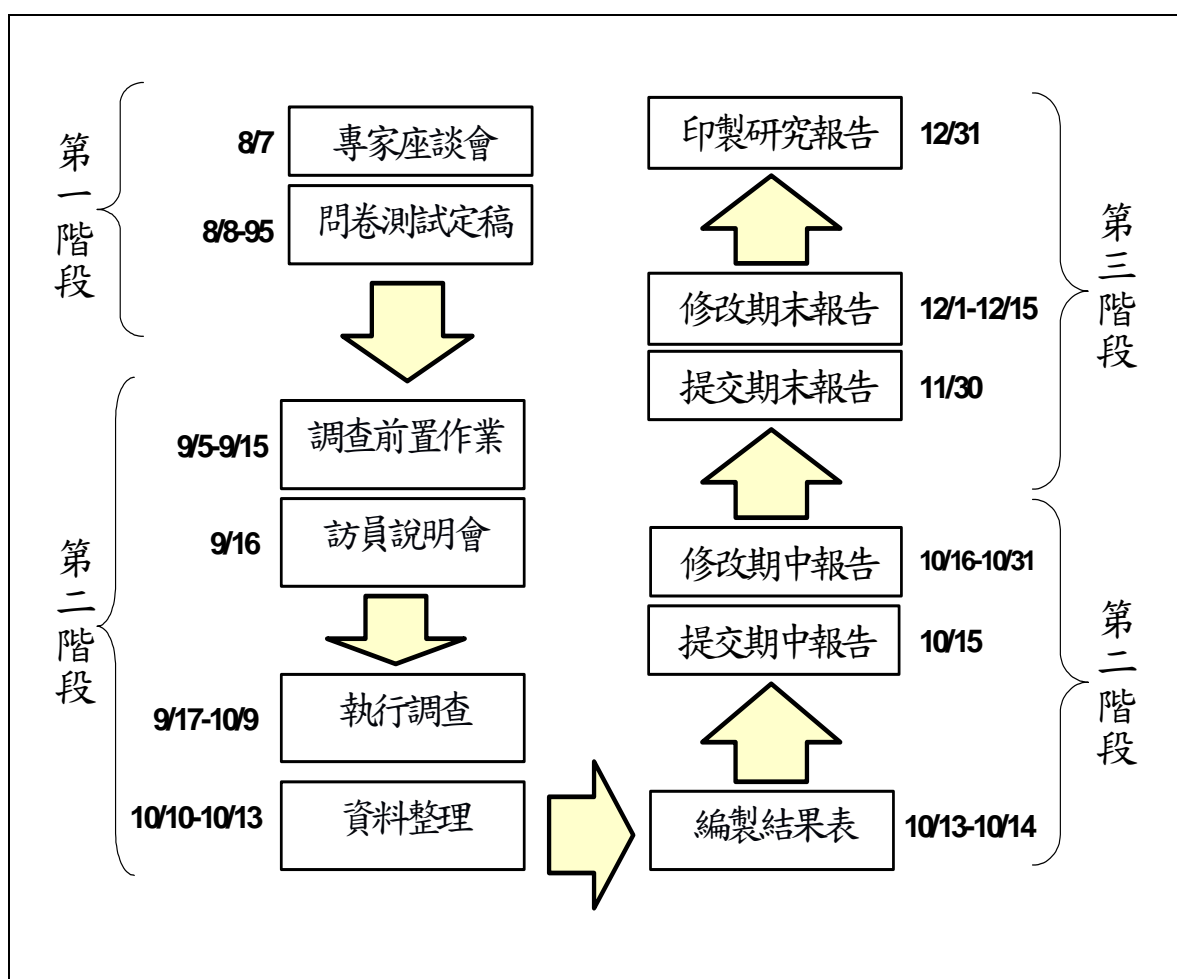 第一階段
8/7
專家座談會
8/8-95
問卷測試定稿
第二階段
9/5-9/15
調查前置作業
9/16
訪員說明會
9/17-10/9
執行調查
10/10-10/13
資料整理
編製結果表
10/13-10/14
第二階段
提交期中報告
10/15
修改期中報告
10/16-10/31
第三階段
提交期末報告
11/30
修改期末報告
12/1-12/15
印製研究報告
12/31